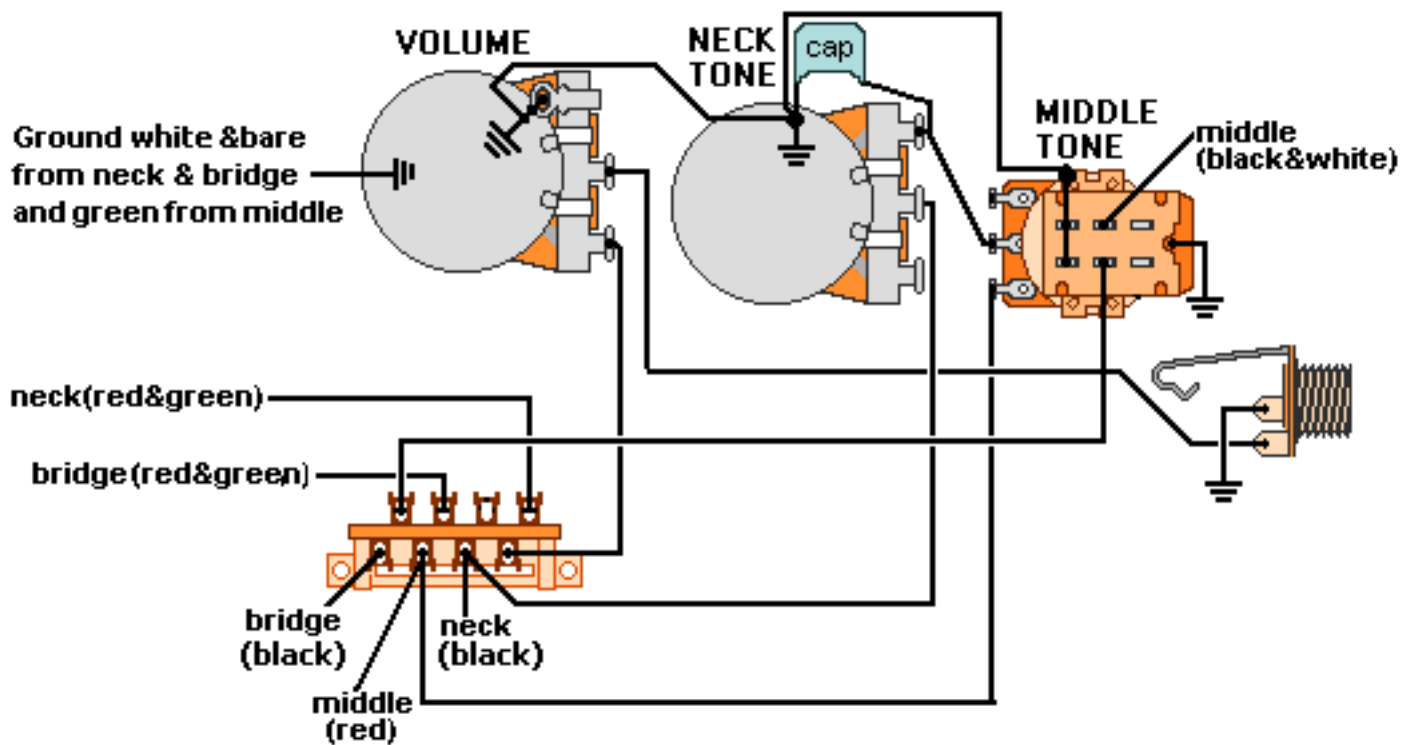 VOLUME
NECK
TONE
cap
MIDDLE
TONE
middle
(black&white)
Ground white &bare
from neck & bridge
and green from middle
neck(red&green)
bridge(red&green)
bridge
(black)
neck
(black)
middle
(red)